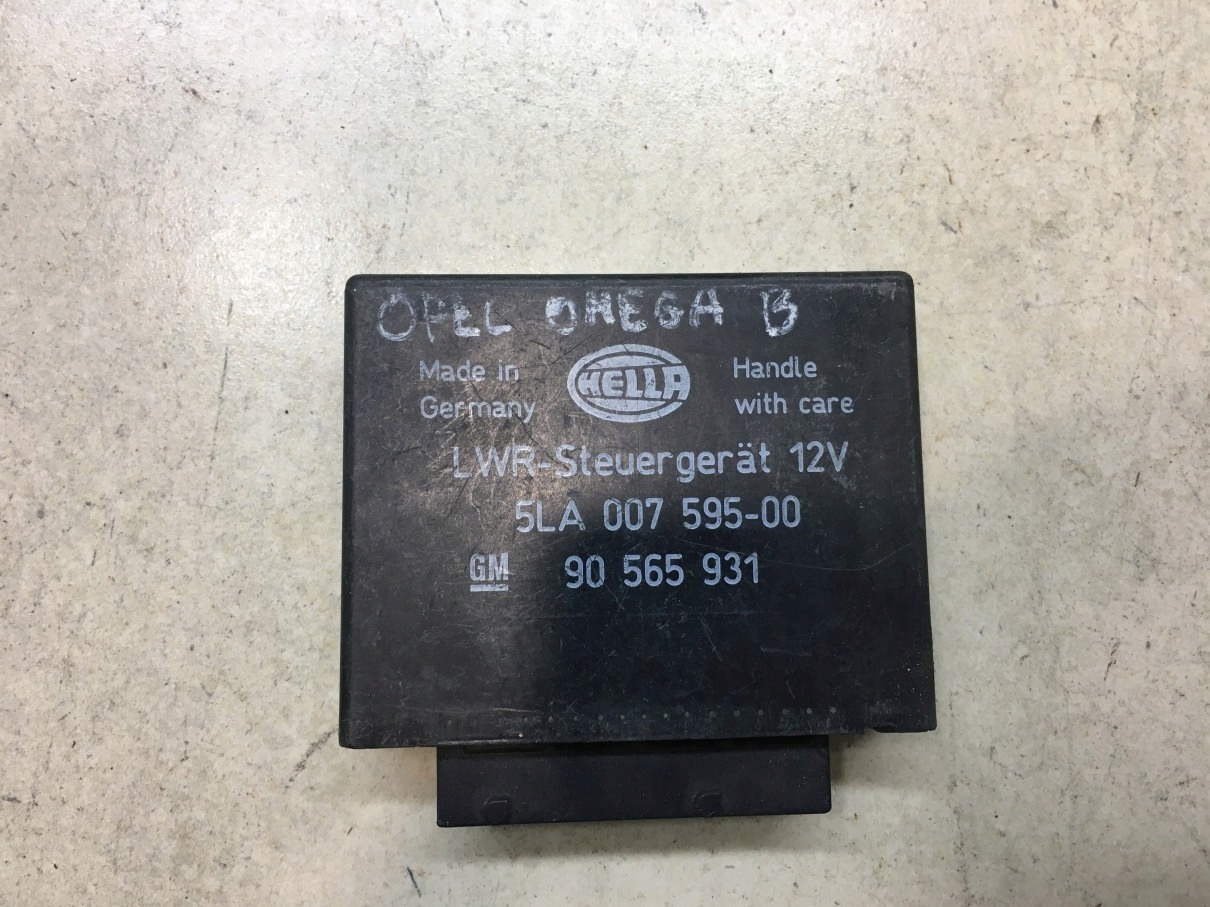 OPEL OMEGA B
Made in Germany
HELLA
Handle with care
LWR-Steuergerät 12V
5LA 007 595-00
GM 90 565 931